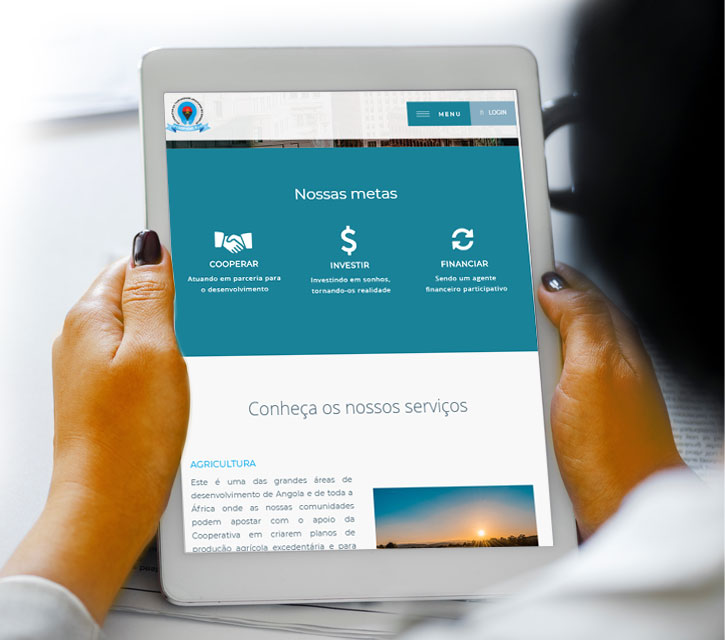 MENU
LOGIN
Nossas metas
COOPERAR
Atuando em parceria para
o desenvolvimento
INVESTIR
Investindo em sonhos,
tornando-os realidade
FINANCIAR
Sendo um agente
financeiro participativo
Conheça os nossos serviços
AGRICULTURA
Este é uma das grandes áreas de
desenvolvimento de Angola e de toda a
África onde as nossas comunidades
podem apostar com o apoio da
Cooperativa em criarem planos de
produção agrícola excedentária e para